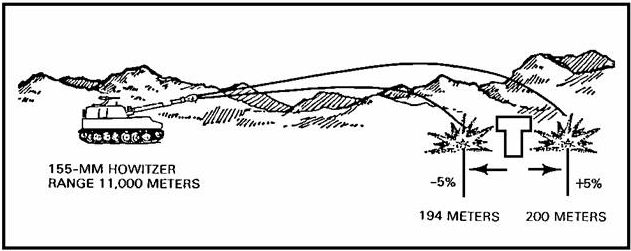 155-MM HOWITZER
RANGE 11,000 METERS
T
-5%
+5%
194 METERS
200 METERS